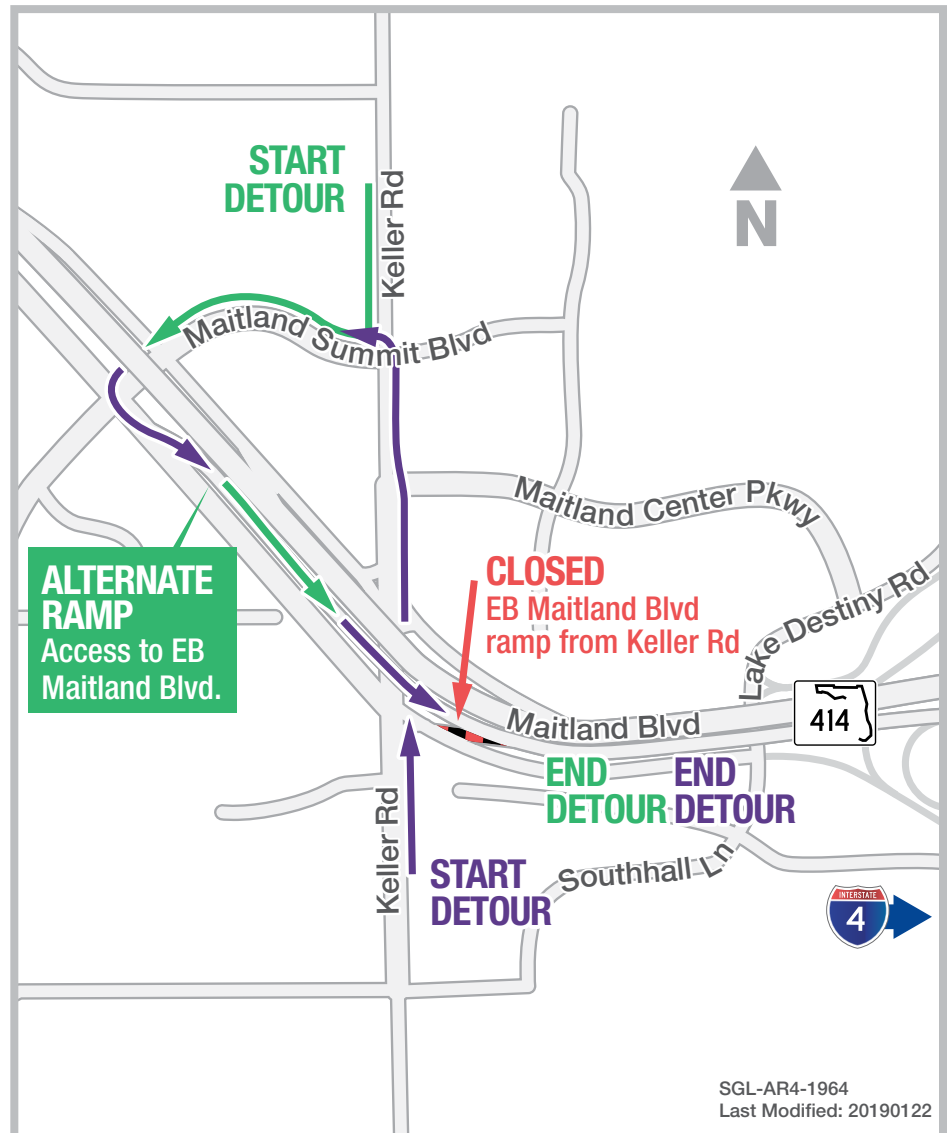 START
DETOUR
Keller Rd
N
Maitland Summit Blvd
Maitland Center Pkwy
ALTERNATE
RAMP
Access to EB
Maitland Blvd.
CLOSED
EB Maitland Blvd
ramp from Keller Rd
Lake Destiny Rd
Maitland Blvd
414
END
DETOUR
END
DETOUR
Keller Rd
START
DETOUR
Southhall Ln
INTERSTATE
4
SGL-AR4-1964
Last Modified: 20190122